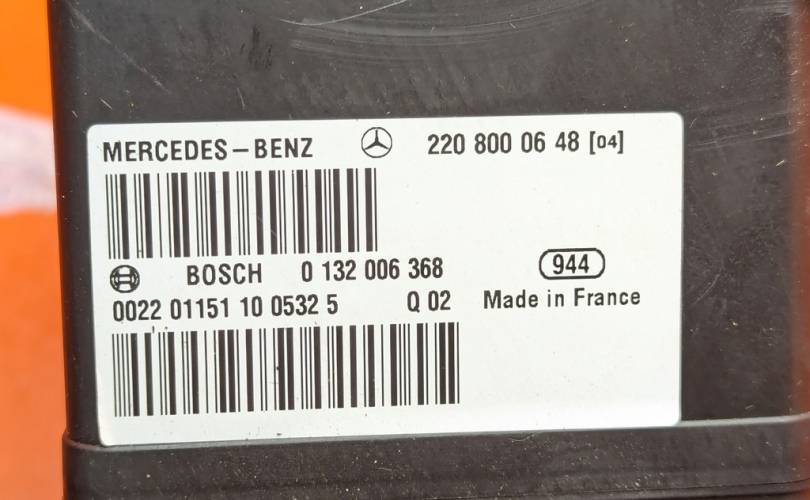 MERCEDES-BENZ 220 800 06 48 [04]
BOSCH 0 132 006 368 944
0022 01151 10 0532 5 Q 02 Made in France